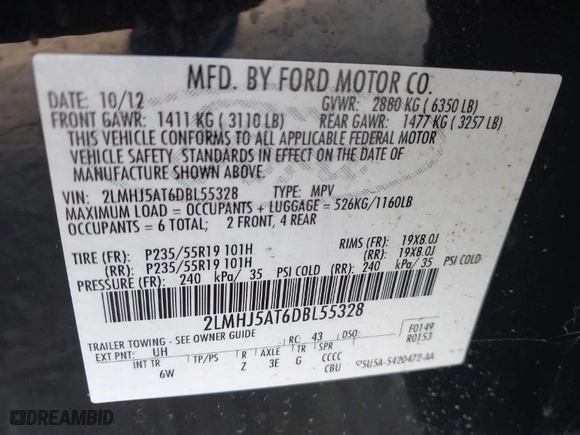 MFD. BY FORD MOTOR CO.
DATE: 10/12 GVWR: 2880 KG ( 6350 LB)
FRONT GAWR: 1411 KG ( 3110 LB) REAR GAWR: 1477 KG ( 3257 LB)
THIS VEHICLE CONFORMS TO ALL APPLICABLE FEDERAL MOTOR
VEHICLE SAFETY, STANDARDS IN EFFECT ON THE DATE OF
MANUFACTURE SHOWN ABOVE.
VIN: 2LMHJ5AT6DBL55328 TYPE: MPV
MAXIMUM LOAD = OCCUPANTS + LUGGAGE = 526KG/1160LB
OCCUPANTS = 6 TOTAL; 2 FRONT, 4 REAR
TIRE (FR): P235/55R19 101H RIMS (FR): 19X8.0J
(RR): P235/55R19 101H (RR): 19X8.0J
PRESSURE (FR): 240 kPa/ 35 PSI COLD (RR): 240 kPa/ 35 PSI COLD
2LMHJ5AT6DBL55328
TRAILER TOWING - SEE OWNER GUIDE RC: 43 DSO: F0149
EXT PNT: UH R0153
INT TR TP/PS R AXLE TR SPR
6W Z 3E G CCCC
CBU
5U5A-5420472-AA
DREAMBID